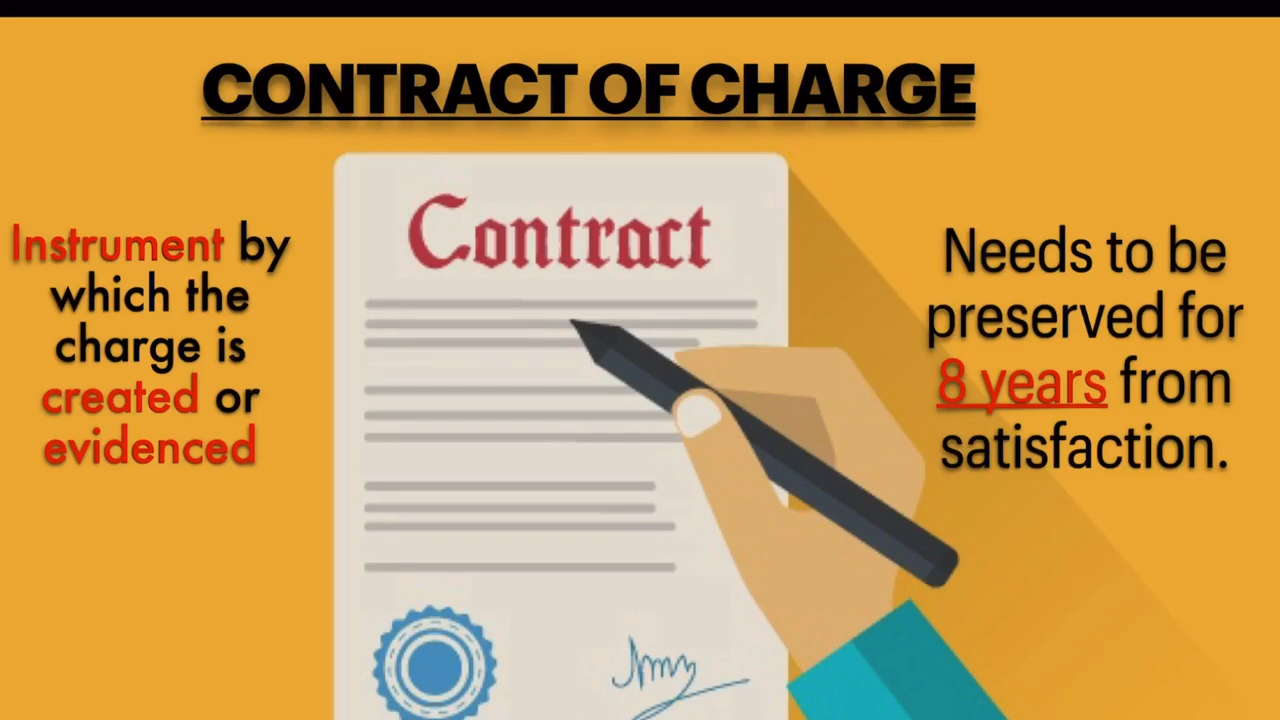 CONTRACT OF CHARGE
Contract
Instrument by
which the
charge is
created or
evidenced
Needs to be
preserved for
8 years from
satisfaction.